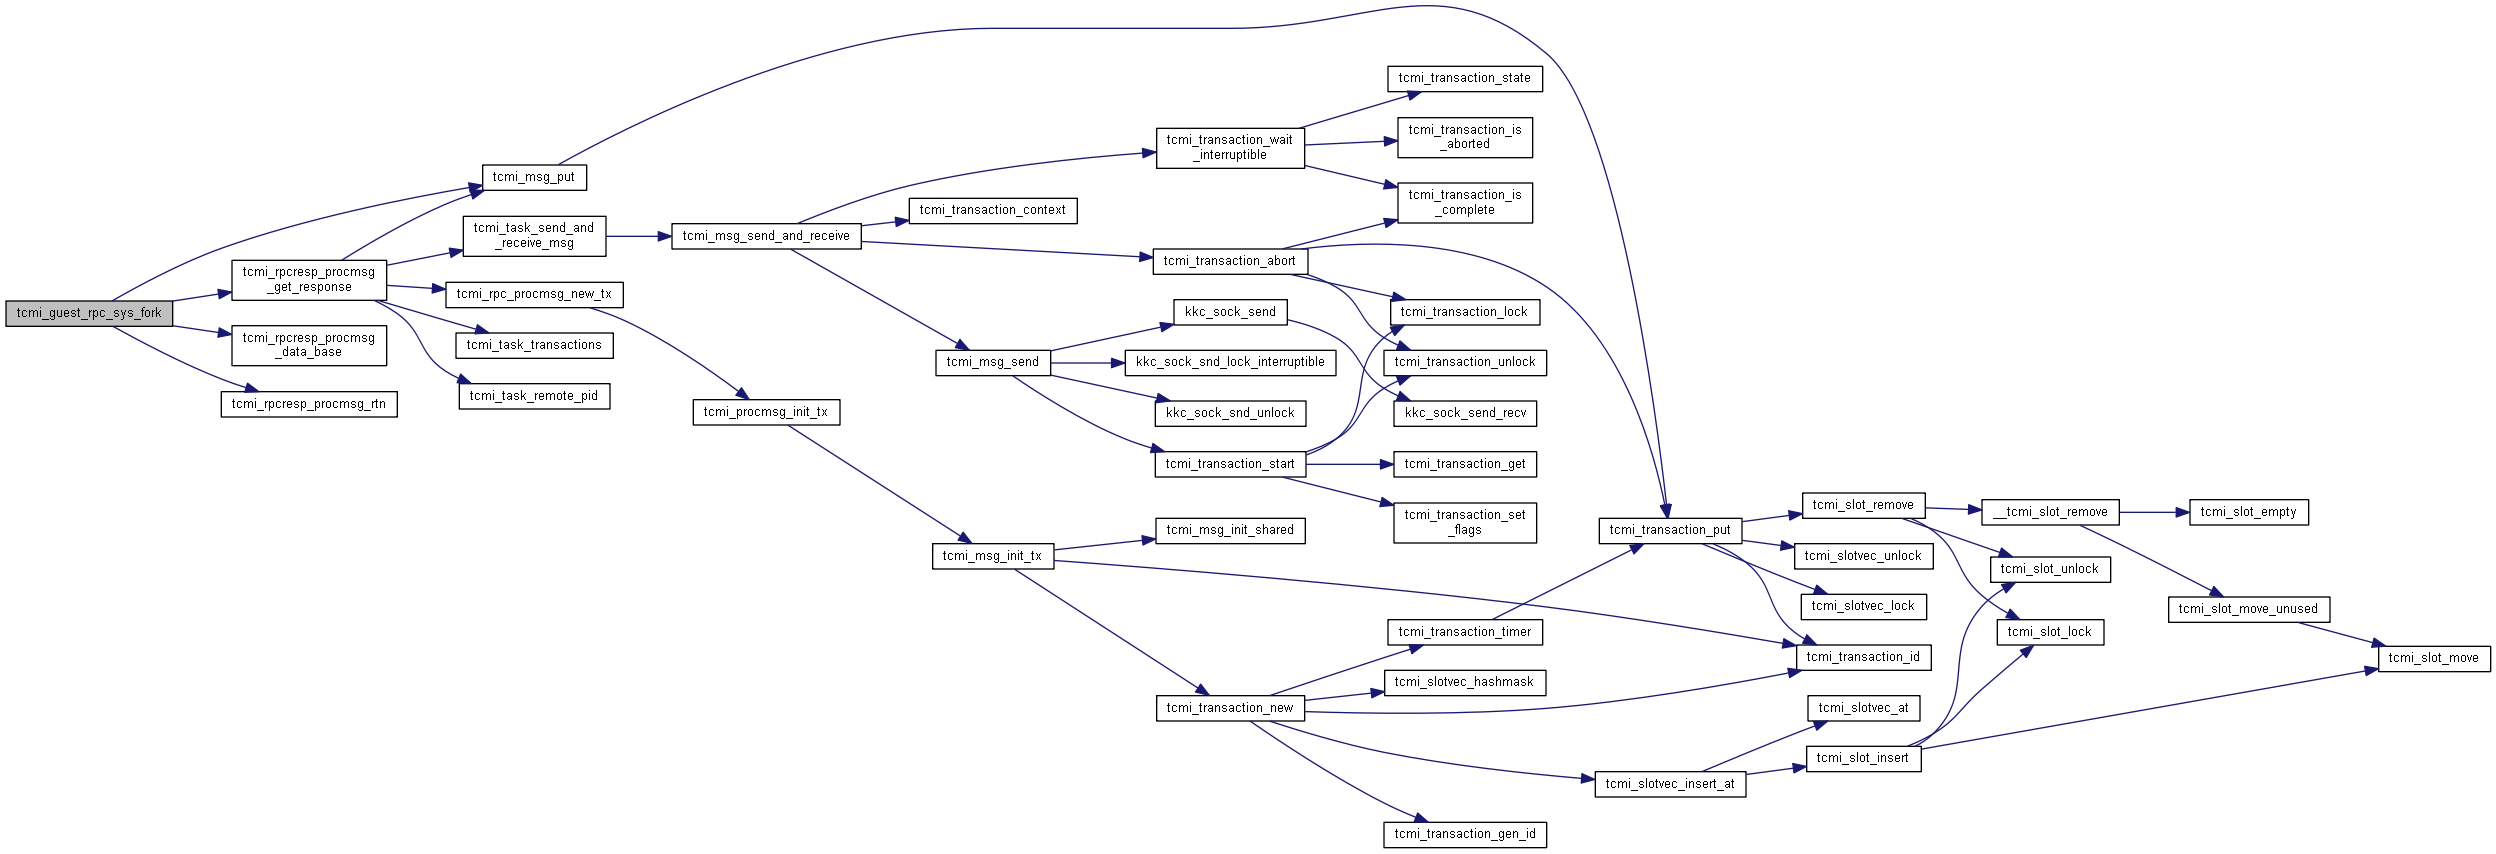 tcmi_guest_rpc_sys_fork
tcmi_msg_put
tcmi_rpcresp_procmsg
_get_response
tcmi_rpcresp_procmsg
_data_base
tcmi_rpcresp_procmsg_rtn
tcmi_task_send_and
_receive_msg
tcmi_rpc_procmsg_new_tx
tcmi_task_transactions
tcmi_task_remote_pid
tcmi_msg_send_and_receive
tcmi_procmsg_init_tx
tcmi_transaction_context
tcmi_msg_send
tcmi_msg_init_tx
tcmi_transaction_wait
_interruptible
tcmi_transaction_abort
kkc_sock_send
kkc_sock_snd_lock_interruptible
kkc_sock_snd_unlock
tcmi_transaction_start
tcmi_msg_init_shared
tcmi_transaction_new
tcmi_transaction_state
tcmi_transaction_is
_aborted
tcmi_transaction_is
_complete
tcmi_transaction_lock
tcmi_transaction_unlock
kkc_sock_send_recv
tcmi_transaction_get
tcmi_transaction_set
_flags
tcmi_transaction_timer
tcmi_slotvec_hashmask
tcmi_transaction_gen_id
tcmi_transaction_put
tcmi_slotvec_insert_at
tcmi_slot_remove
tcmi_slotvec_unlock
tcmi_slotvec_lock
tcmi_transaction_id
tcmi_slotvec_at
tcmi_slot_insert
__tcmi_slot_remove
tcmi_slot_unlock
tcmi_slot_lock
tcmi_slot_empty
tcmi_slot_move_unused
tcmi_slot_move